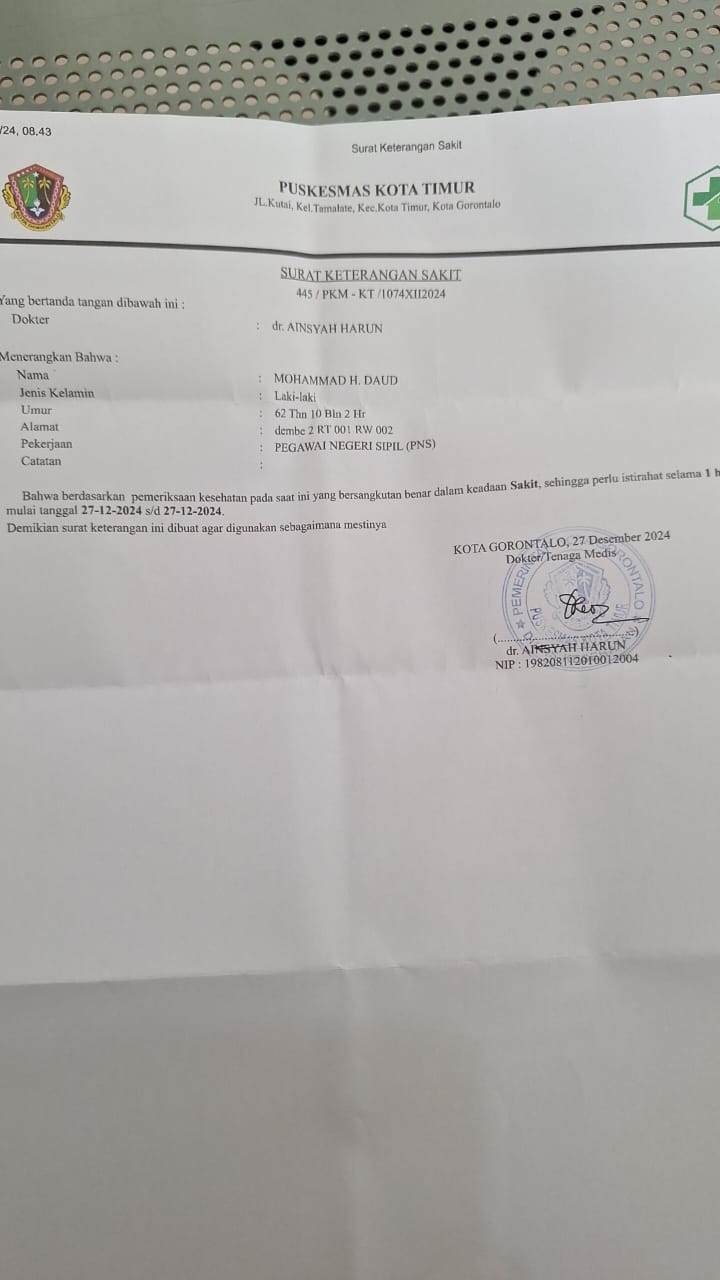 /24, 08.43
Surat Keterangan Sakit
PUSKESMAS KOTA TIMUR
JL.Kutai, Kel.Tamalate, Kec.Kota Timur, Kota Gorontalo
SURAT KETERANGAN SAKIT
445 / PKM - KT /1074XII2024
Yang bertanda tangan dibawah ini :
Dokter : dr. AINSYAH HARUN
Menerangkan Bahwa :
Nama : MOHAMMAD H. DAUD
Jenis Kelamin : Laki-laki
Umur : 62 Thn 10 Bln 2 Hr
Alamat : dembe 2 RT 001 RW 002
Pekerjaan : PEGAWAI NEGERI SIPIL (PNS)
Catatan :
Bahwa berdasarkan pemeriksaan kesehatan pada saat ini yang bersangkutan benar dalam keadaan Sakit, sehingga perlu istirahat selama 1 h
mulai tanggal 27-12-2024 s/d 27-12-2024.
Demikian surat keterangan ini dibuat agar digunakan sebagaimana mestinya
KOTA GORONTALO, 27 Desember 2024
Dokter/Tenaga Medis
(..................................)
dr. AINSYAH HARUN
NIP : 198208112010012004